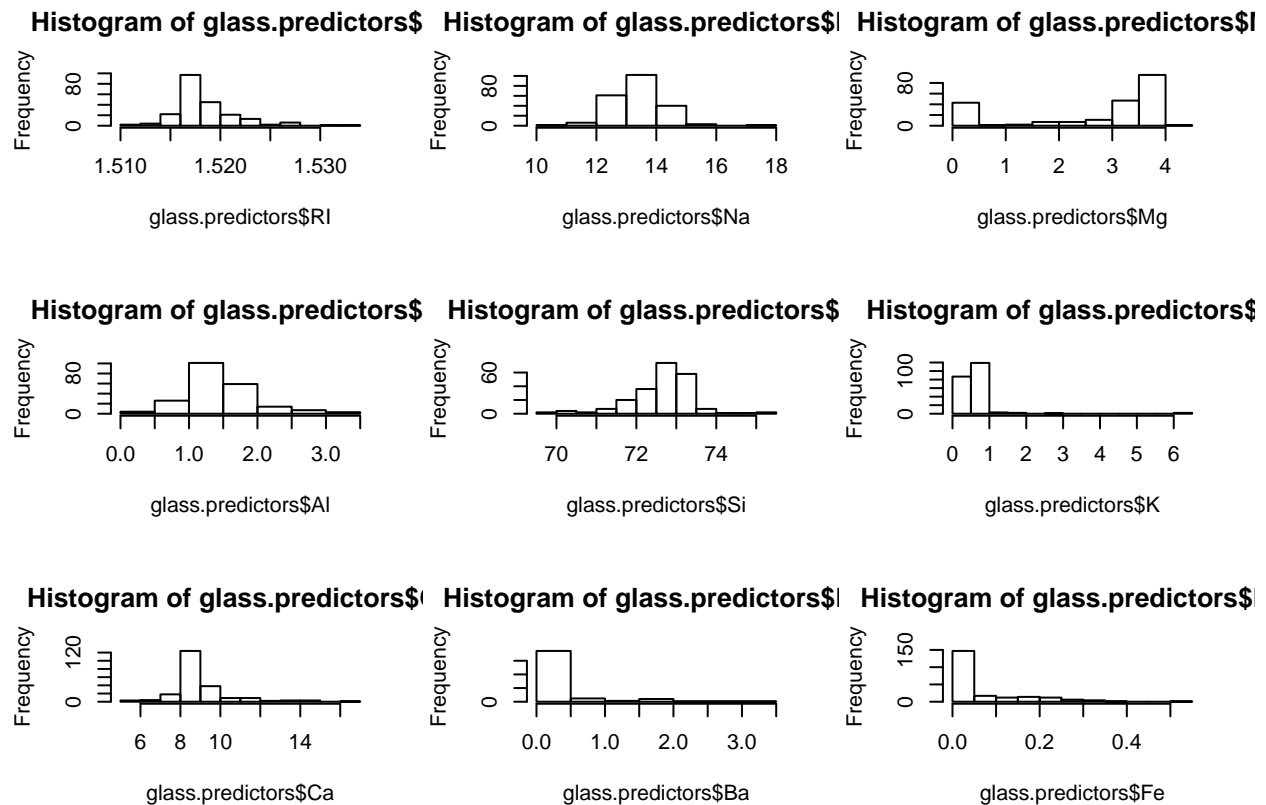 Histogram of glass.predictors$
Frequency
0 80
1.510 1.520 1.530
glass.predictors$RI
Histogram of glass.predictors$
Frequency
0 80
10 12 14 16 18
glass.predictors$Na
Histogram of glass.predictors$
Frequency
0 80
0 1 2 3 4
glass.predictors$Mg
Histogram of glass.predictors$
Frequency
0 80
0.0 1.0 2.0 3.0
glass.predictors$Al
Histogram of glass.predictors$
Frequency
0 60
70 72 74
glass.predictors$Si
Histogram of glass.predictors$
Frequency
0 100
0 1 2 3 4 5 6
glass.predictors$K
Histogram of glass.predictors$
Frequency
0 120
6 8 10 14
glass.predictors$Ca
Histogram of glass.predictors$
Frequency
0
0.0 1.0 2.0 3.0
glass.predictors$Ba
Histogram of glass.predictors$
Frequency
0 150
0.0 0.2 0.4
glass.predictors$Fe